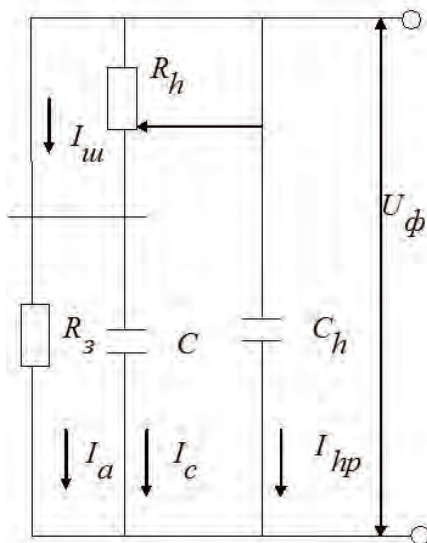 R_h
I_ш
U_ф
R_з
C
C_h
I_a
I_c
I_hp